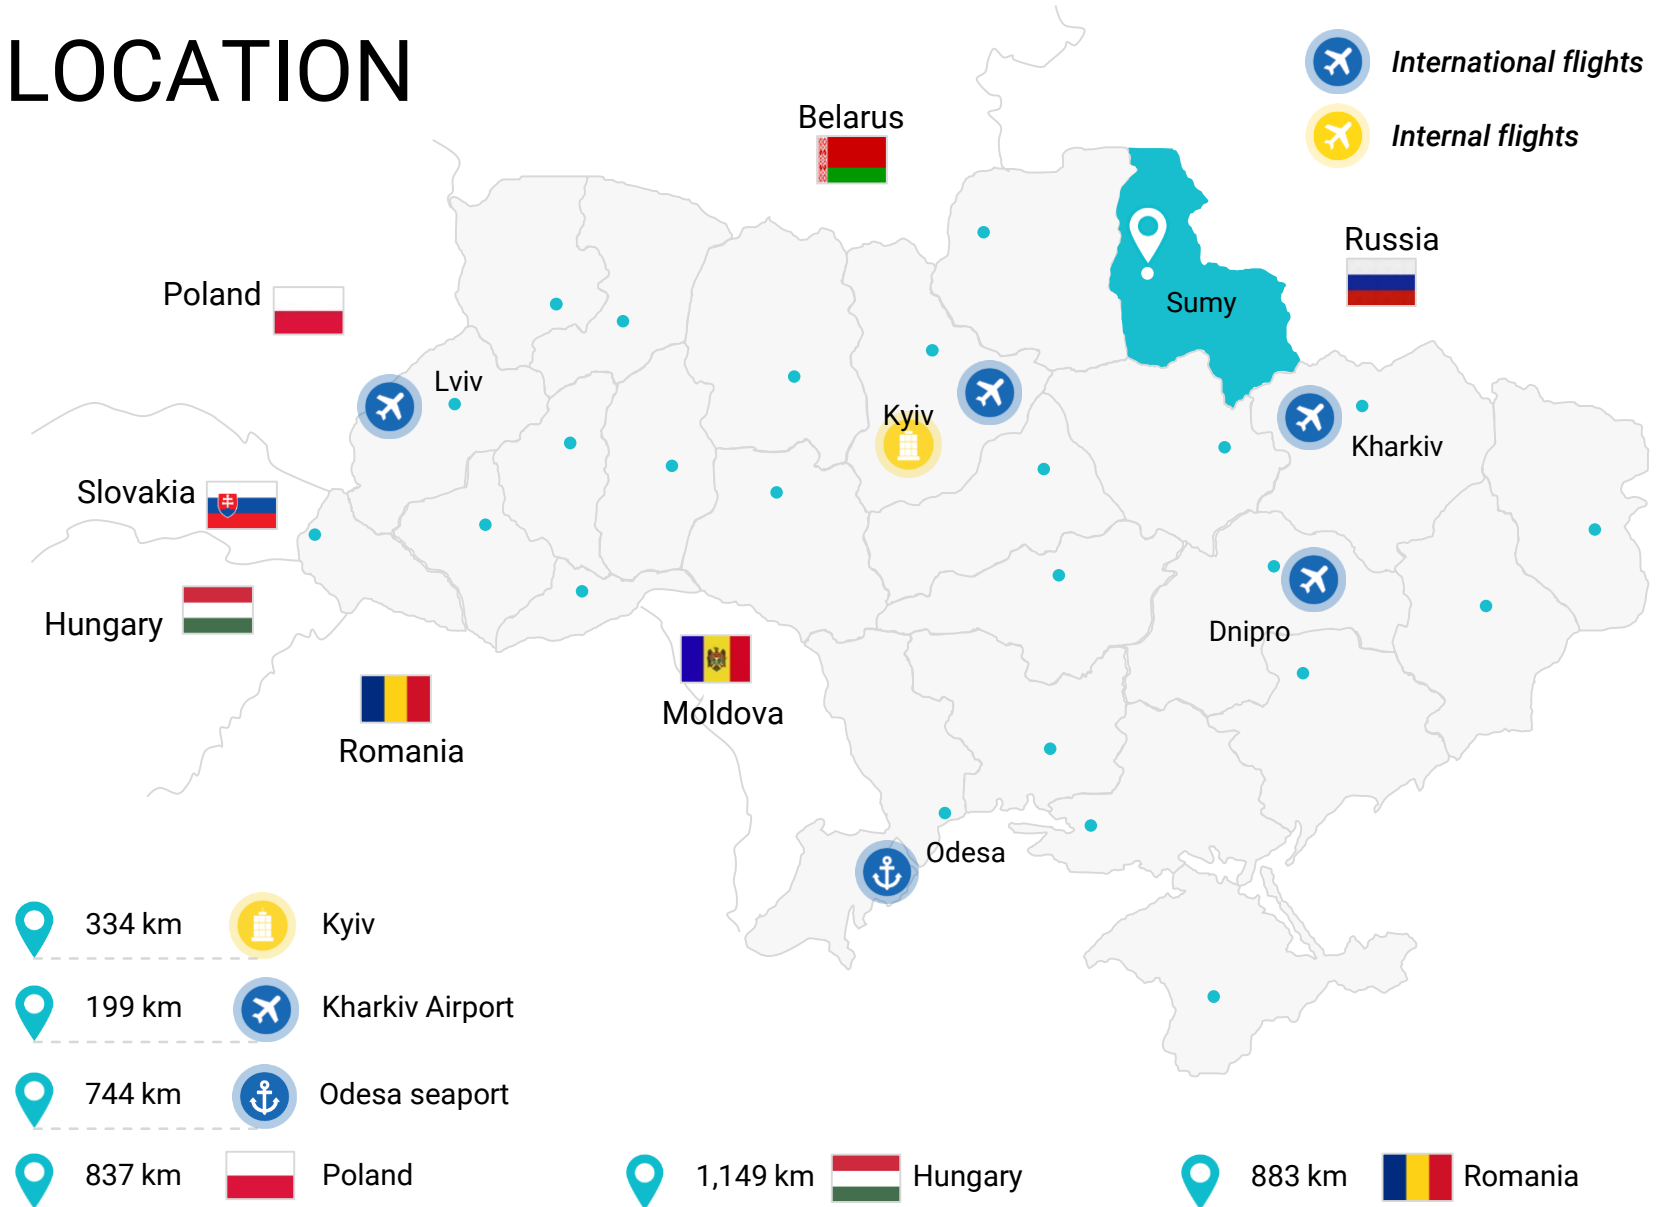 LOCATION
International flights
Internal flights
Belarus
Russia
Poland
Sumy
Lviv
Kyiv
Kharkiv
Slovakia
Hungary
Dnipro
Moldova
Romania
Odesa
334 km Kyiv
199 km Kharkiv Airport
744 km Odesa seaport
837 km Poland
1,149 km Hungary
883 km Romania